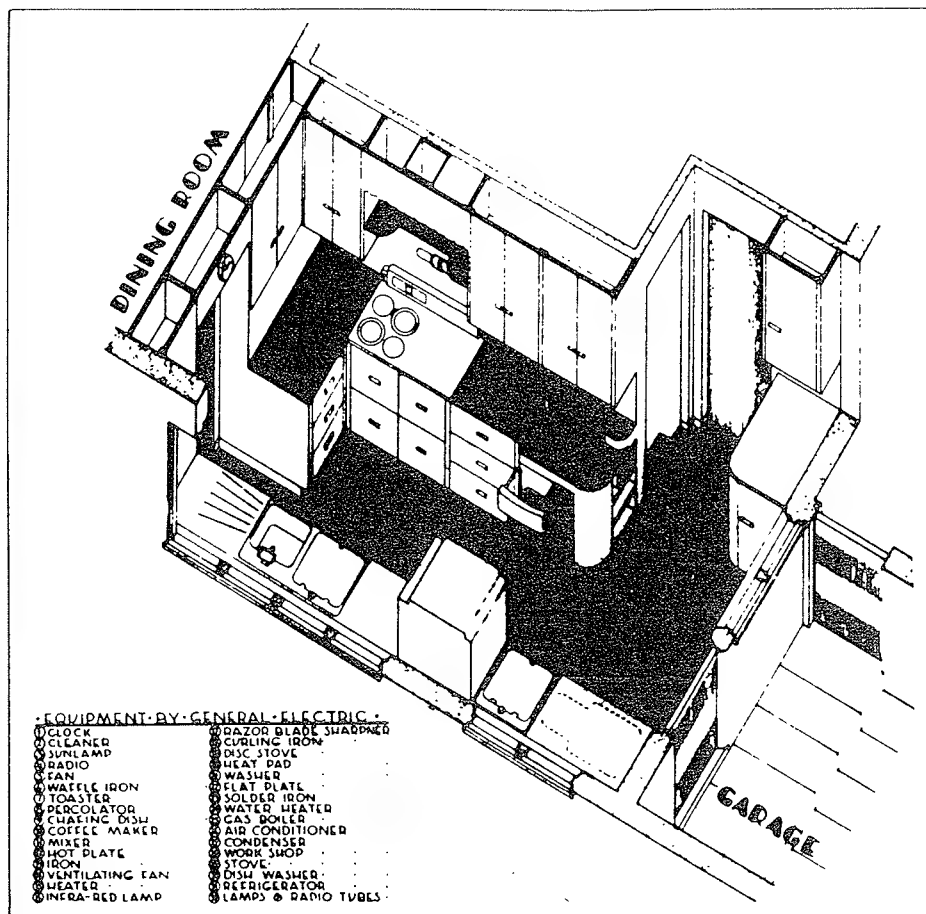 DINING ROOM
·EQUIPMENT·BY·GENERAL·ELECTRIC·
CLOCK
CLEANER
SUNLAMP
RADIO
FAN
WAFFLE IRON
TOASTER
PERCOLATOR
CHAFING DISH
COFFEE MAKER
MIXER
HOT PLATE
IRON
VENTILATING FAN
HEATER
INFRA-RED LAMP
RAZOR BLADE SHARPNER
CURLING IRON
DISC STOVE
HEAT PAD
WASHER
FLAT PLATE
SOLDER IRON
WATER HEATER
GAS BOILER
AIR CONDITIONER
CONDENSER
WORK SHOP
STOVE
DISH WASHER
REFRIGERATOR
LAMPS & RADIO TUBES
GARAGE